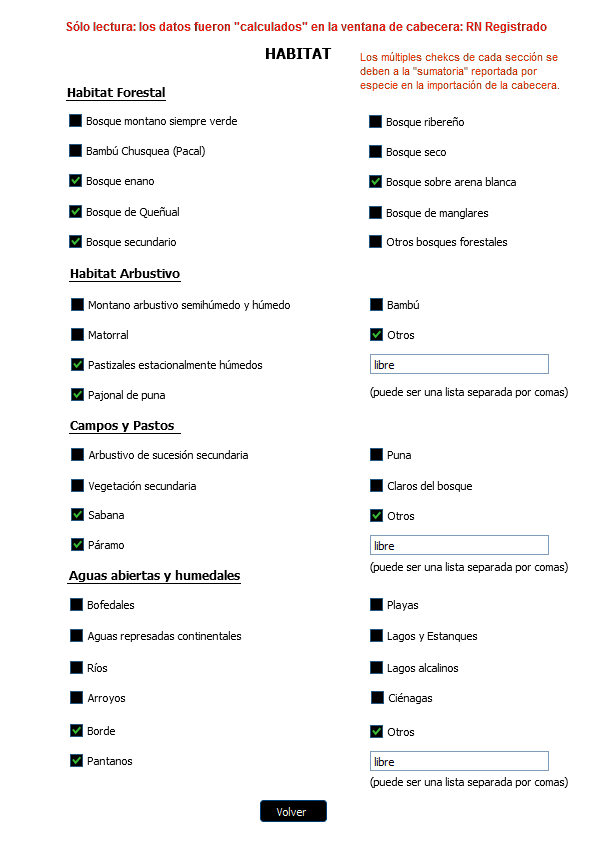 Sólo lectura: los datos fueron "calculados" en la ventana de cabecera: RN Registrado
HABITAT
Los múltiples chekcs de cada sección se
deben a la "sumatoria" reportada por
especie en la importación de la cabecera.
Habitat Forestal
Bosque montano siempre verde
Bosque ribereño
Bambú Chusquea (Pacal)
Bosque seco
Bosque enano
Bosque sobre arena blanca
Bosque de Queñual
Bosque de manglares
Bosque secundario
Otros bosques forestales
Habitat Arbustivo
Montano arbustivo semihúmedo y húmedo
Bambú
Matorral
Otros
Pastizales estacionalmente húmedos
libre
Pajonal de puna
(puede ser una lista separada por comas)
Campos y Pastos
Arbustivo de sucesión secundaria
Puna
Vegetación secundaria
Claros del bosque
Sabana
Otros
Páramo
libre
(puede ser una lista separada por comas)
Aguas abiertas y humedales
Bofedales
Playas
Aguas represadas continentales
Lagos y Estanques
Ríos
Lagos alcalinos
Arroyos
Ciénagas
Borde
Otros
Pantanos
libre
(puede ser una lista separada por comas)
Volver